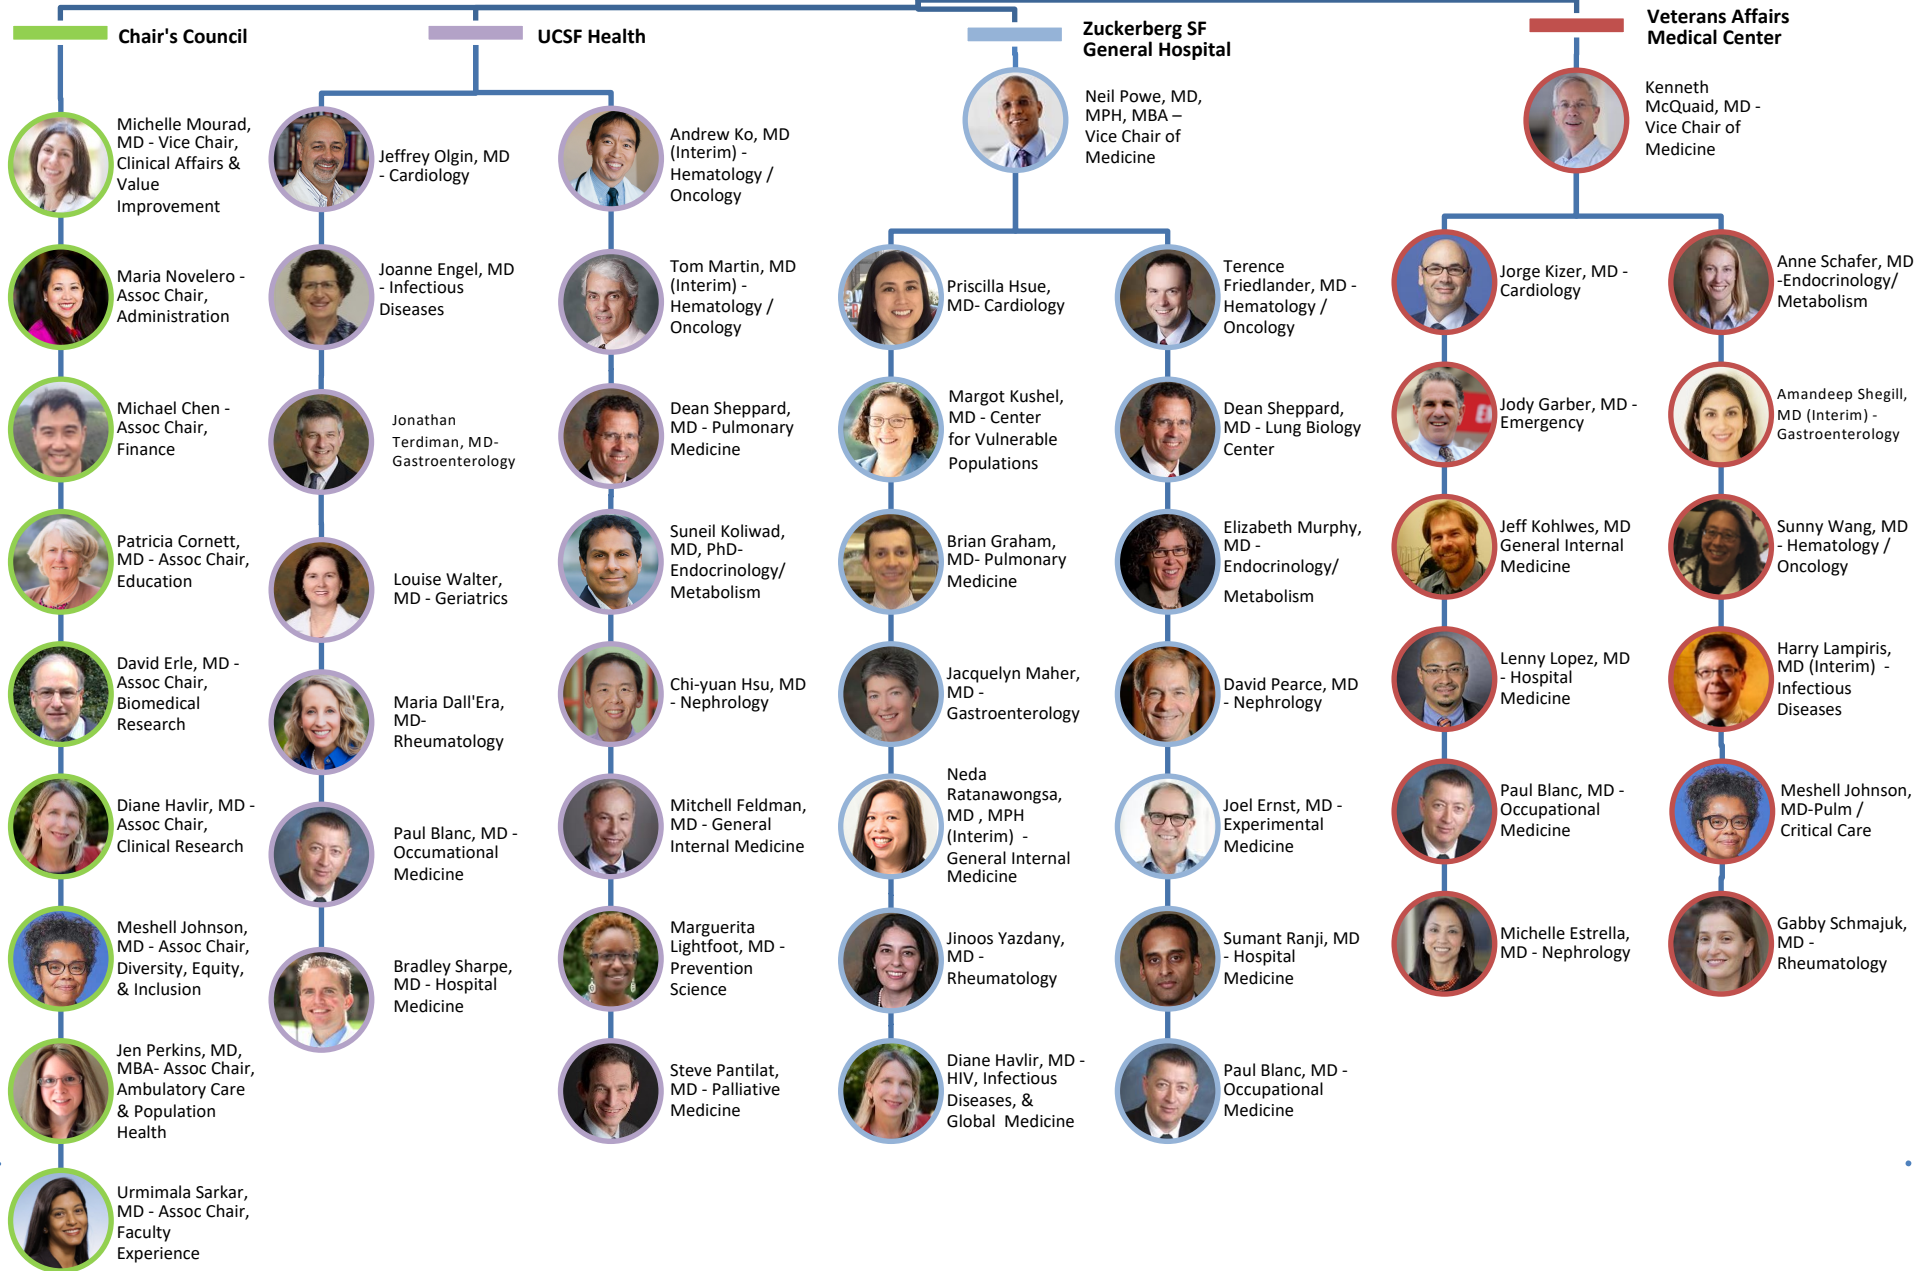 Chair's Council
Michelle Mourad,
MD - Vice Chair,
Clinical Affairs &
Value
Improvement
Maria Novelero -
Assoc Chair,
Administration
Michael Chen -
Assoc Chair,
Finance
Patricia Cornett,
MD - Assoc Chair,
Education
David Erle, MD -
Assoc Chair,
Biomedical
Research
Diane Havlir, MD -
Assoc Chair,
Clinical Research
Meshell Johnson,
MD - Assoc Chair,
Diversity, Equity,
& Inclusion
Jen Perkins, MD,
MBA- Assoc Chair,
Ambulatory Care
& Population
Health
Urmimala Sarkar,
MD - Assoc Chair,
Faculty
Experience
UCSF Health
Jeffrey Olgin, MD
- Cardiology
Joanne Engel, MD
- Infectious
Diseases
Jonathan
Terdiman, MD-
Gastroenterology
Louise Walter,
MD - Geriatrics
Maria Dall'Era,
MD-
Rheumatology
Paul Blanc, MD -
Occumational
Medicine
Bradley Sharpe,
MD - Hospital
Medicine
Andrew Ko, MD
(Interim) -
Hematology /
Oncology
Tom Martin, MD
(Interim) -
Hematology /
Oncology
Dean Sheppard,
MD - Pulmonary
Medicine
Suneil Koliwad,
MD, PhD-
Endocrinology/
Metabolism
Chi-yuan Hsu, MD
- Nephrology
Mitchell Feldman,
MD - General
Internal Medicine
Marguerita
Lightfoot, MD -
Prevention
Science
Steve Pantilat,
MD - Palliative
Medicine
Zuckerberg SF
General Hospital
Neil Powe, MD,
MPH, MBA –
Vice Chair of
Medicine
Priscilla Hsue,
MD- Cardiology
Margot Kushel,
MD - Center
for Vulnerable
Populations
Brian Graham,
MD- Pulmonary
Medicine
Jacquelyn Maher,
MD -
Gastroenterology
Neda
Ratanawongsa,
MD , MPH
(Interim) -
General Internal
Medicine
Jinoos Yazdany,
MD -
Rheumatology
Diane Havlir, MD -
HIV, Infectious
Diseases, &
Global Medicine
Terence
Friedlander, MD -
Hematology /
Oncology
Dean Sheppard,
MD - Lung Biology
Center
Elizabeth Murphy,
MD -
Endocrinology/
Metabolism
David Pearce, MD
- Nephrology
Joel Ernst, MD -
Experimental
Medicine
Sumant Ranji, MD
- Hospital
Medicine
Paul Blanc, MD -
Occupational
Medicine
Veterans Affairs
Medical Center
Kenneth
McQuaid, MD -
Vice Chair of
Medicine
Jorge Kizer, MD -
Cardiology
Jody Garber, MD -
Emergency
Jeff Kohlwes, MD
General Internal
Medicine
Lenny Lopez, MD
- Hospital
Medicine
Paul Blanc, MD -
Occupational
Medicine
Michelle Estrella,
MD - Nephrology
Anne Schafer, MD
-Endocrinology/
Metabolism
Amandeep Shegill,
MD (Interim) -
Gastroenterology
Sunny Wang, MD
- Hematology /
Oncology
Harry Lampiris,
MD (Interim) -
Infectious
Diseases
Meshell Johnson,
MD-Pulm /
Critical Care
Gabby Schmajuk,
MD -
Rheumatology